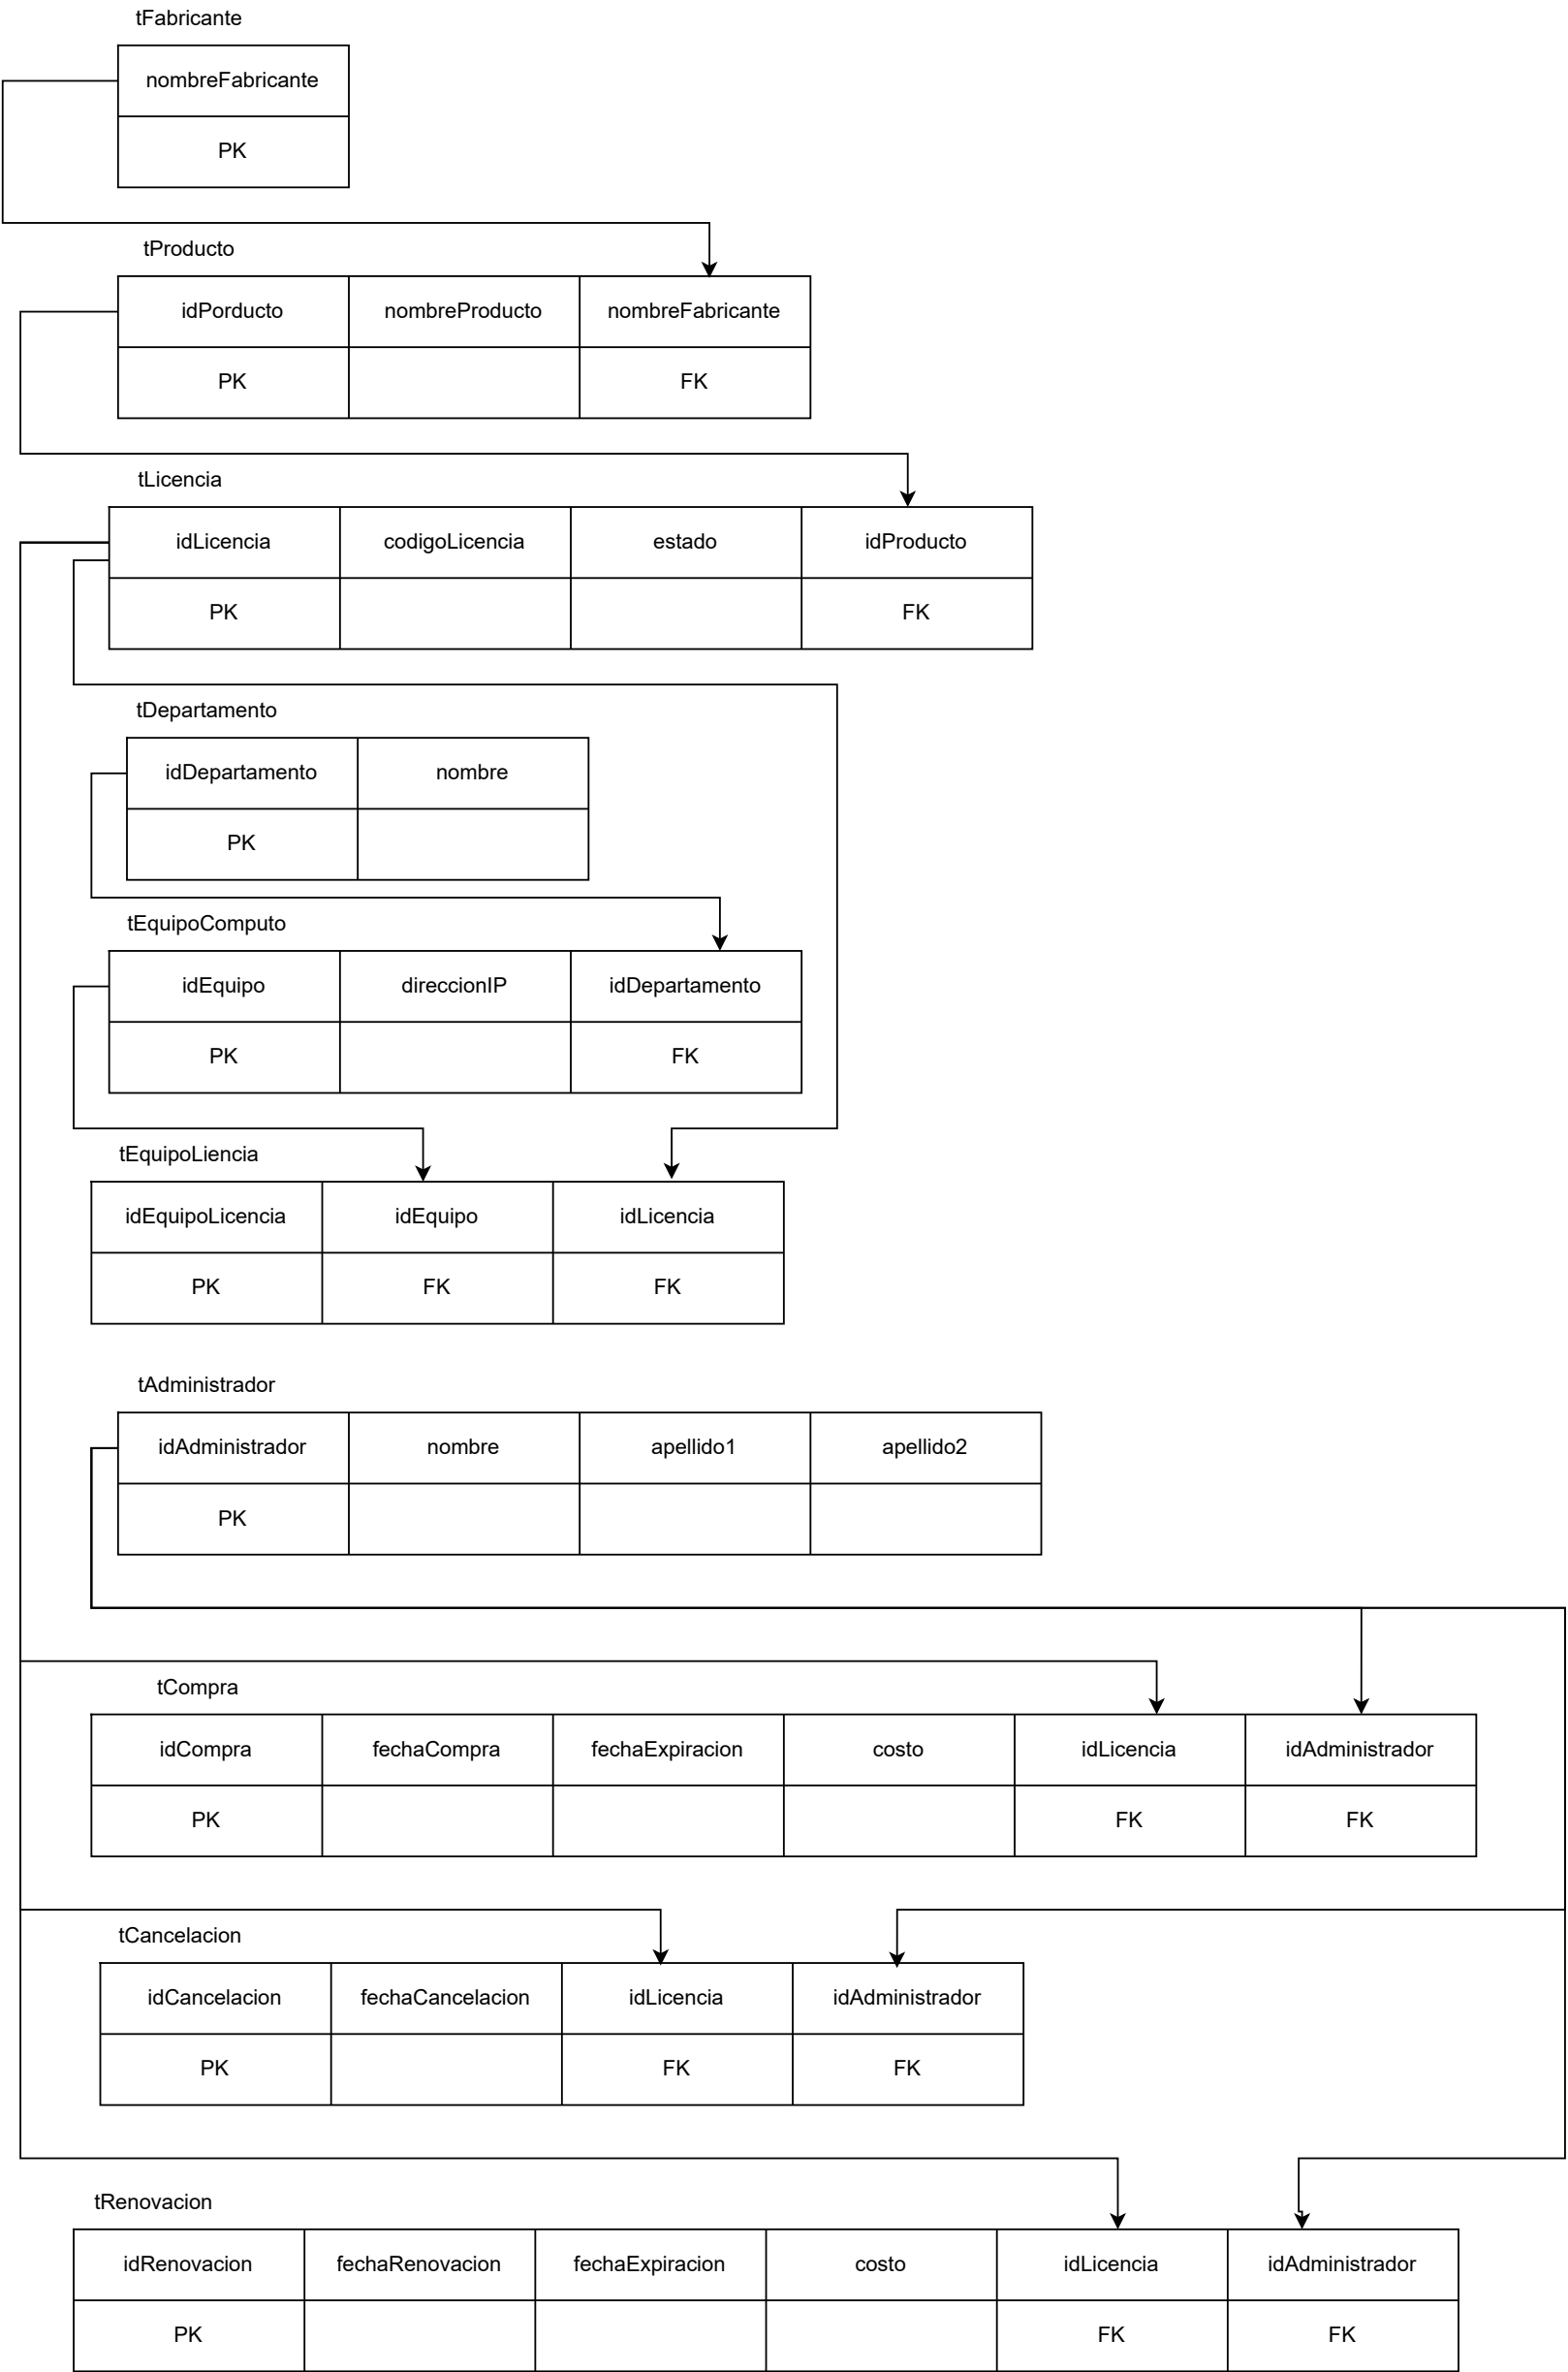 tFabricante
nombreFabricante
PK
tProducto
idPorducto nombreProducto nombreFabricante
PK FK
tLicencia
idLicencia codigoLicencia estado idProducto
PK FK
tDepartamento
idDepartamento nombre
PK
tEquipoComputo
idEquipo direccionIP idDepartamento
PK FK
tEquipoLiencia
idEquipoLicencia idEquipo idLicencia
PK FK FK
tAdministrador
idAdministrador nombre apellido1 apellido2
PK
tCompra
idCompra fechaCompra fechaExpiracion costo idLicencia idAdministrador
PK FK FK
tCancelacion
idCancelacion fechaCancelacion idLicencia idAdministrador
PK FK FK
tRenovacion
idRenovacion fechaRenovacion fechaExpiracion costo idLicencia idAdministrador
PK FK FK